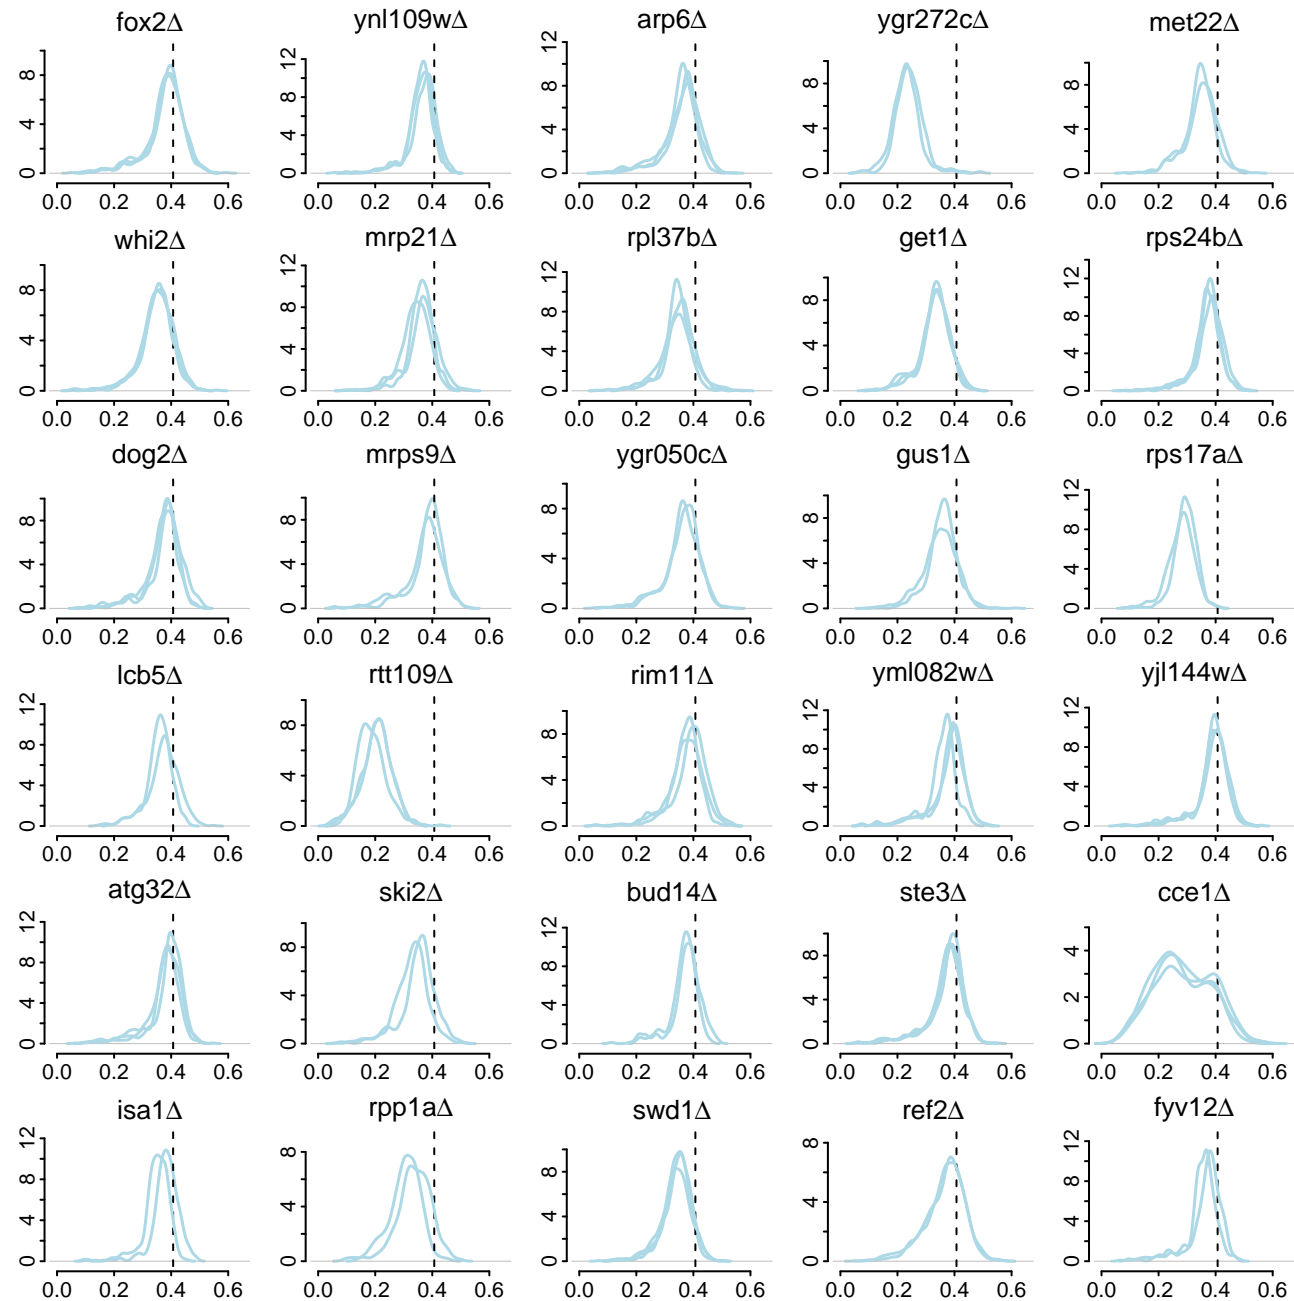 fox2Δ ynl109wΔ arp6Δ ygr272cΔ met22Δ
0 4 8 0 4 8 12 0 4 8 12 0 4 8 0 4 8
0.0 0.2 0.4 0.6 0.0 0.2 0.4 0.6 0.0 0.2 0.4 0.6 0.0 0.2 0.4 0.6 0.0 0.2 0.4 0.6
whi2Δ mrp21Δ rpl37bΔ get1Δ rps24bΔ
0 4 8 0 4 8 12 0 4 8 12 0 4 8 0 4 8 12
0.0 0.2 0.4 0.6 0.0 0.2 0.4 0.6 0.0 0.2 0.4 0.6 0.0 0.2 0.4 0.6 0.0 0.2 0.4 0.6
dog2Δ mrps9Δ ygr050cΔ gus1Δ rps17aΔ
0 4 8 0 4 8 0 4 8 0 4 8 0 4 8 12
0.0 0.2 0.4 0.6 0.0 0.2 0.4 0.6 0.0 0.2 0.4 0.6 0.0 0.2 0.4 0.6 0.0 0.2 0.4 0.6
lcb5Δ rtt109Δ rim11Δ yml082wΔ yjl144wΔ
0 4 8 12 0 4 8 0 4 8 0 4 8 12 0 4 8 12
0.0 0.2 0.4 0.6 0.0 0.2 0.4 0.6 0.0 0.2 0.4 0.6 0.0 0.2 0.4 0.6 0.0 0.2 0.4 0.6
atg32Δ ski2Δ bud14Δ ste3Δ cce1Δ
0 4 8 12 0 4 8 0 4 8 12 0 4 8 0 2 4
0.0 0.2 0.4 0.6 0.0 0.2 0.4 0.6 0.0 0.2 0.4 0.6 0.0 0.2 0.4 0.6 0.0 0.2 0.4 0.6
isa1Δ rpp1aΔ swd1Δ ref2Δ fyv12Δ
0 4 8 12 0 4 8 0 4 8 0 4 8 0 4 8 12
0.0 0.2 0.4 0.6 0.0 0.2 0.4 0.6 0.0 0.2 0.4 0.6 0.0 0.2 0.4 0.6 0.0 0.2 0.4 0.6